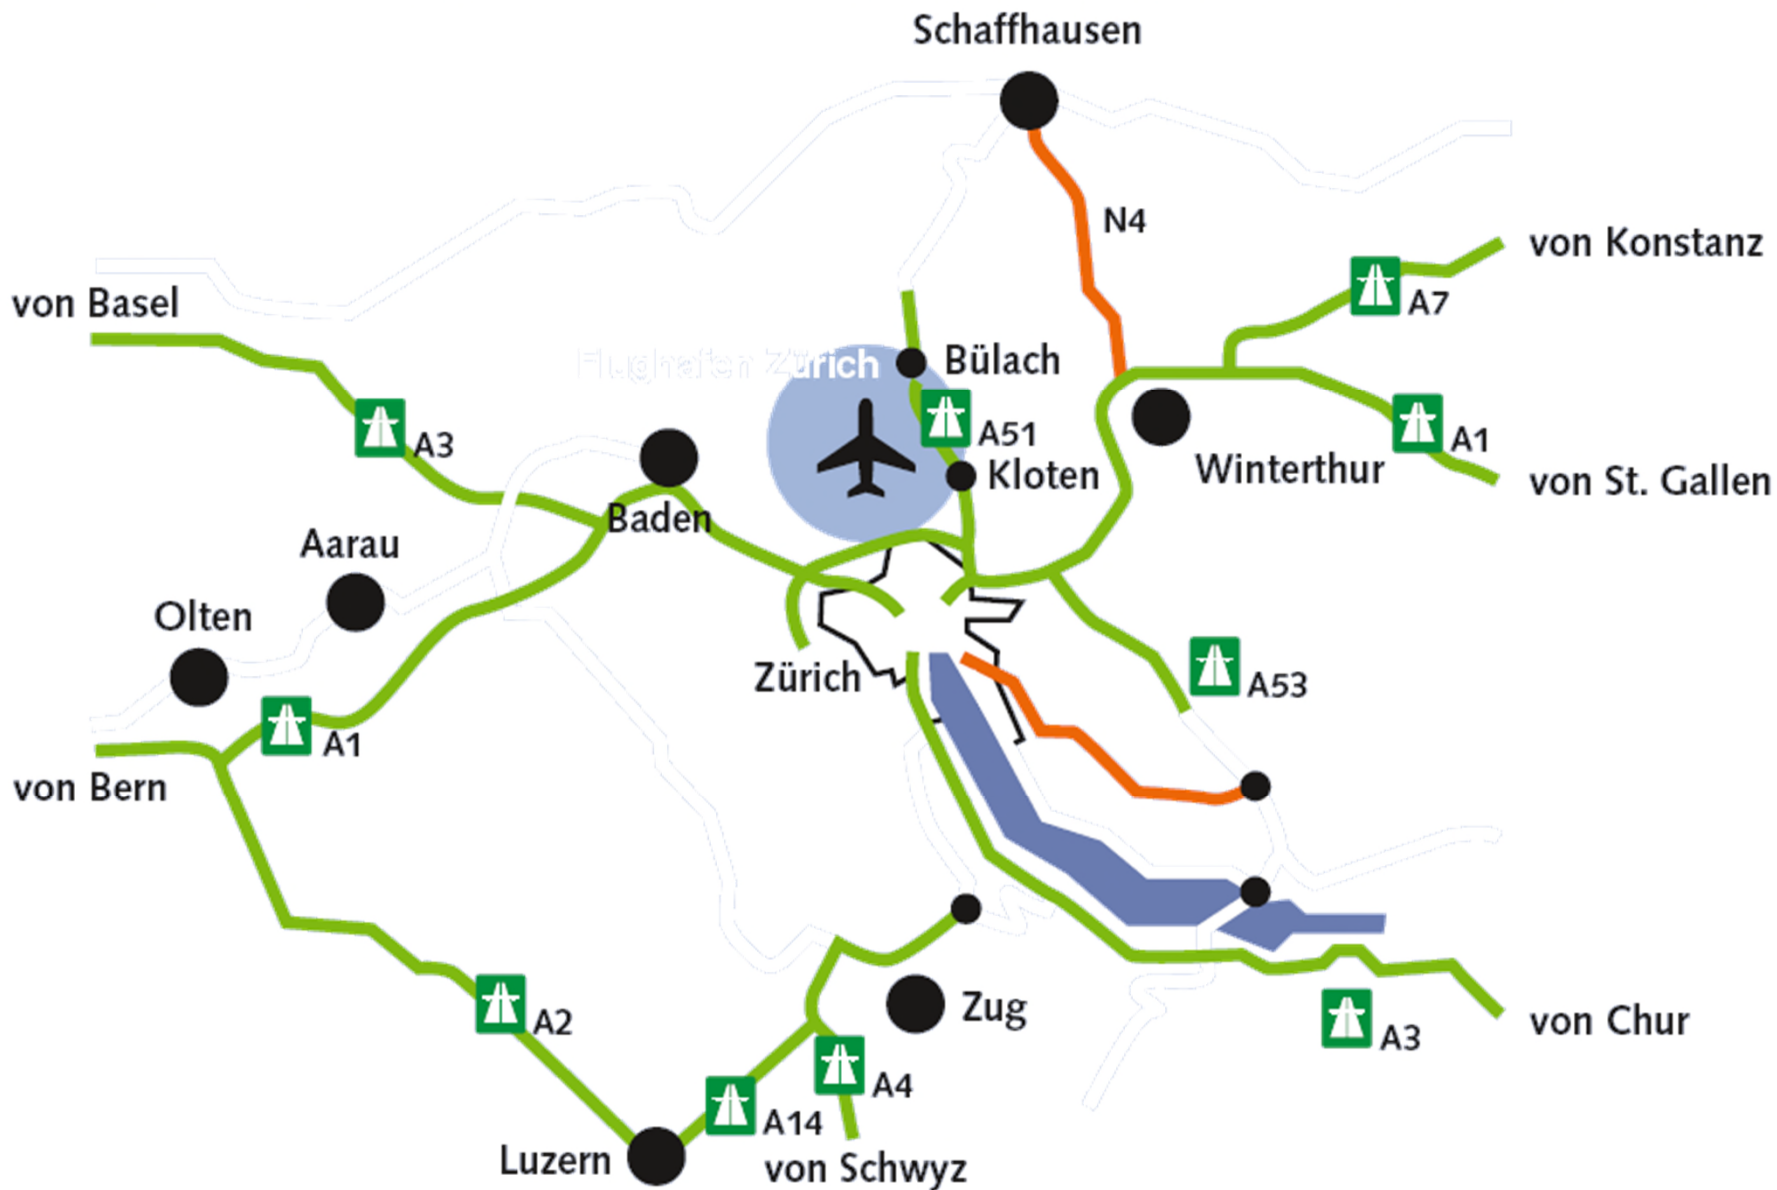 Schaffhausen
N4
von Konstanz
A7
von Basel
Flughafen Zürich
Bülach
A51
A3
Kloten
Winterthur
A1
von St. Gallen
Baden
Aarau
Olten
Zürich
A53
A1
von Bern
Zug
A2
von Chur
A3
A4
A14
Luzern
von Schwyz